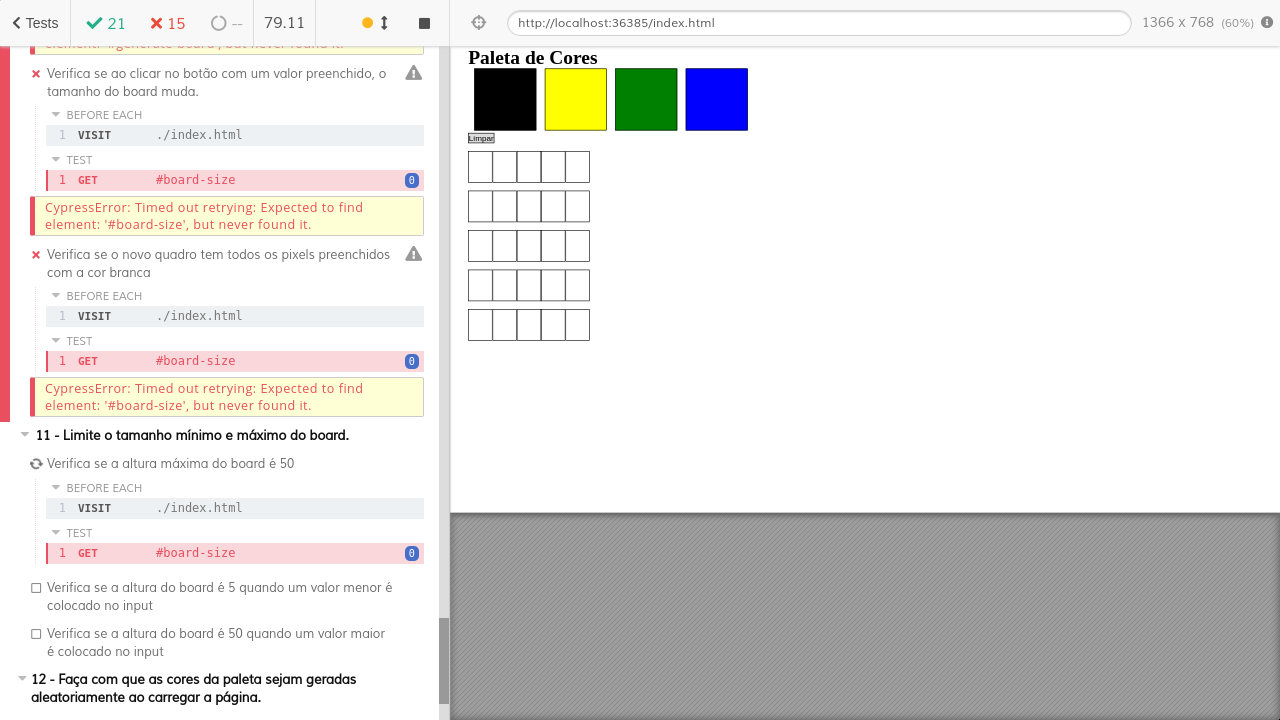 Tests
21
15
--
79.11
http://localhost:36385/index.html
1366 x 768 (60%)
element: '#generate-board', but never found it.
Verifica se ao clicar no botão com um valor preenchido, o
tamanho do board muda.
BEFORE EACH
1 VISIT ./index.html
TEST
1 GET #board-size 0
CypressError: Timed out retrying: Expected to find
element: '#board-size', but never found it.
Verifica se o novo quadro tem todos os pixels preenchidos
com a cor branca
BEFORE EACH
1 VISIT ./index.html
TEST
1 GET #board-size 0
CypressError: Timed out retrying: Expected to find
element: '#board-size', but never found it.
11 - Limite o tamanho mínimo e máximo do board.
Verifica se a altura máxima do board é 50
BEFORE EACH
1 VISIT ./index.html
TEST
1 GET #board-size 0
Verifica se a altura do board é 5 quando um valor menor é
colocado no input
Verifica se a altura do board é 50 quando um valor maior
é colocado no input
12 - Faça com que as cores da paleta sejam geradas
aleatoriamente ao carregar a página.
Paleta de Cores
Limpar